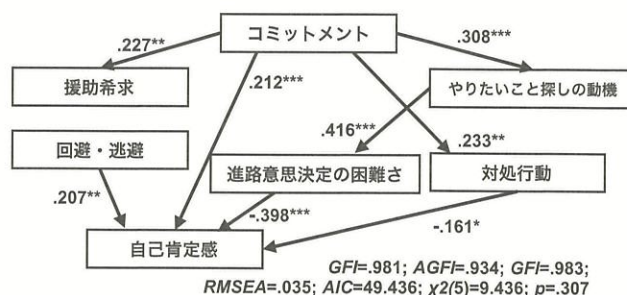 コミットメント
.227**
.308***
援助希求
.212***
やりたいこと探しの動機
.416***
.233**
回避・逃避
進路意思決定の困難さ
対処行動
.207**
-.398***
-.161*
自己肯定感
GFI=.981; AGFI=.934; GFI=.983;
RMSEA=.035; AIC=49.436; χ2(5)=9.436; p=.307